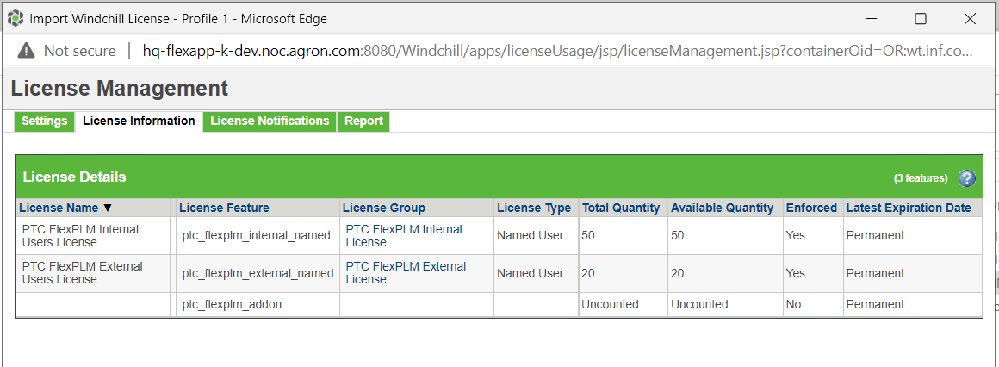 Import Windchill License - Profile 1 - Microsoft Edge
Not secure | hq-flexapp-k-dev.noc.agron.com:8080/Windchill/apps/licenseUsage/jsp/licenseManagement.jsp?containerOid=OR:wt.inf.co...
License Management
Settings License Information License Notifications Report
License Details (3 features) ?
License Name ▼ License Feature License Group License Type Total Quantity Available Quantity Enforced Latest Expiration Date
PTC FlexPLM Internal Users License ptc_flexplm_internal_named PTC FlexPLM Internal License Named User 50 50 Yes Permanent
PTC FlexPLM External Users License ptc_flexplm_external_named PTC FlexPLM External License Named User 20 20 Yes Permanent
ptc_flexplm_addon Uncounted Uncounted No Permanent